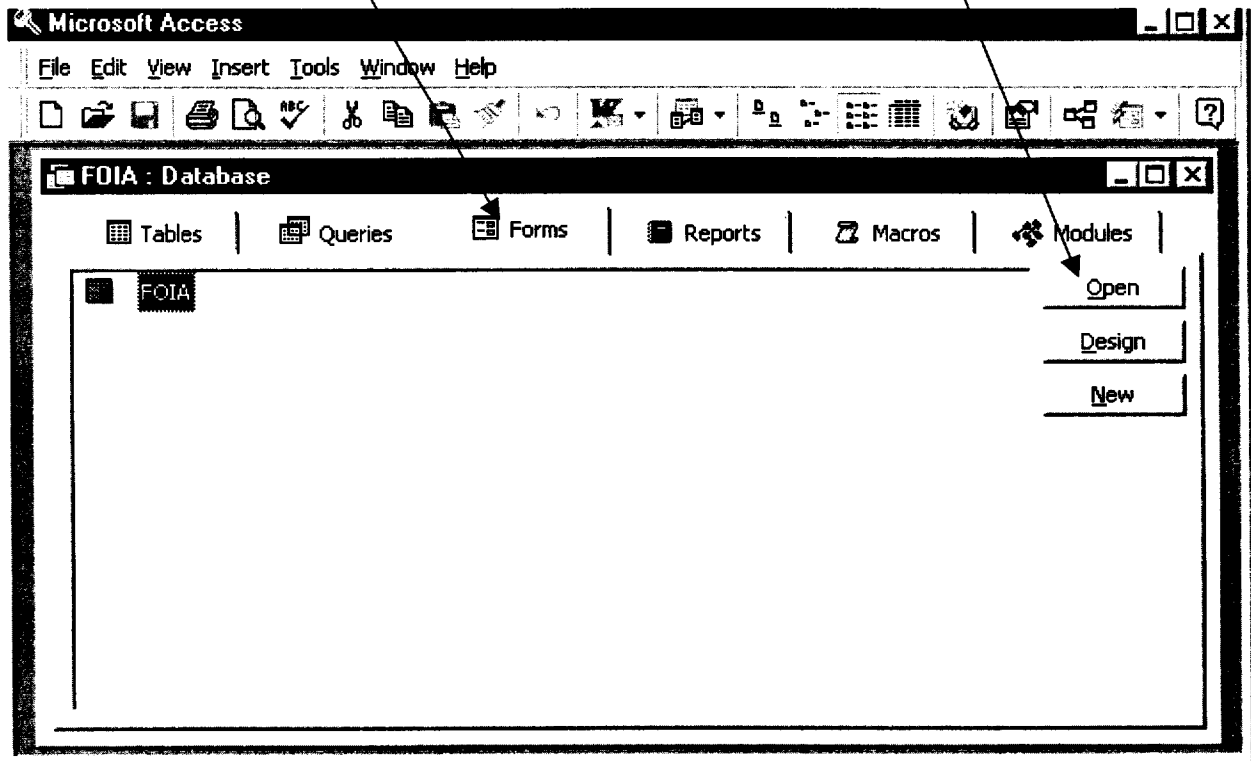 Microsoft Access
File Edit View Insert Tools Window Help
FOIA : Database
Tables Queries Forms Reports Macros Modules
FOIA
Open
Design
New